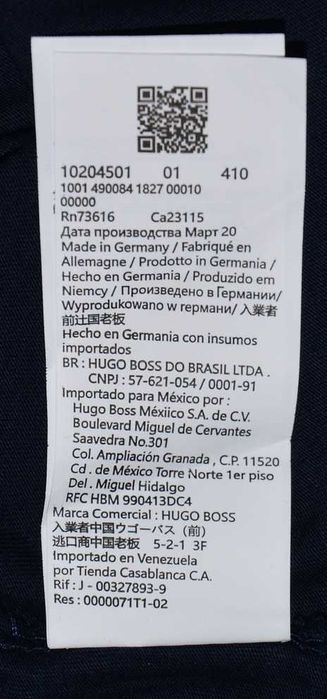 10204501 01 410
1001 490084 1827 00010
00000
Rn73616 Ca23115
Дата производства Март 20
Made in Germany / Fabriqué en
Allemagne / Prodotto in Germania /
Hecho en Germania / Produzido em
Niemcy / Произведено в Германии/
Wyprodukowano w германи/ 入業者
前辻国老板
Hecho en Germania con insumos
importados
BR : HUGO BOSS DO BRASIL LTDA .
CNPJ : 57-621-054 / 0001-91
Importado para México por :
Hugo Boss Méxiico S.A. de C.V.
Boulevard Miguel de Cervantes
Saavedra No.301
Col. Ampliación Granada , C.P. 11520
Cd . de México Torre Norte 1er piso
Del . Miguel Hidalgo
RFC HBM 990413DC4
Marca Comercial : HUGO BOSS
入業者中国ウゴーバス（前）
逃口商中国老板 5-2-1 3F
Importado en Venezuela
por Tienda Casablanca C.A.
Rif : J - 00327893-9
Res : 0000071T1-02